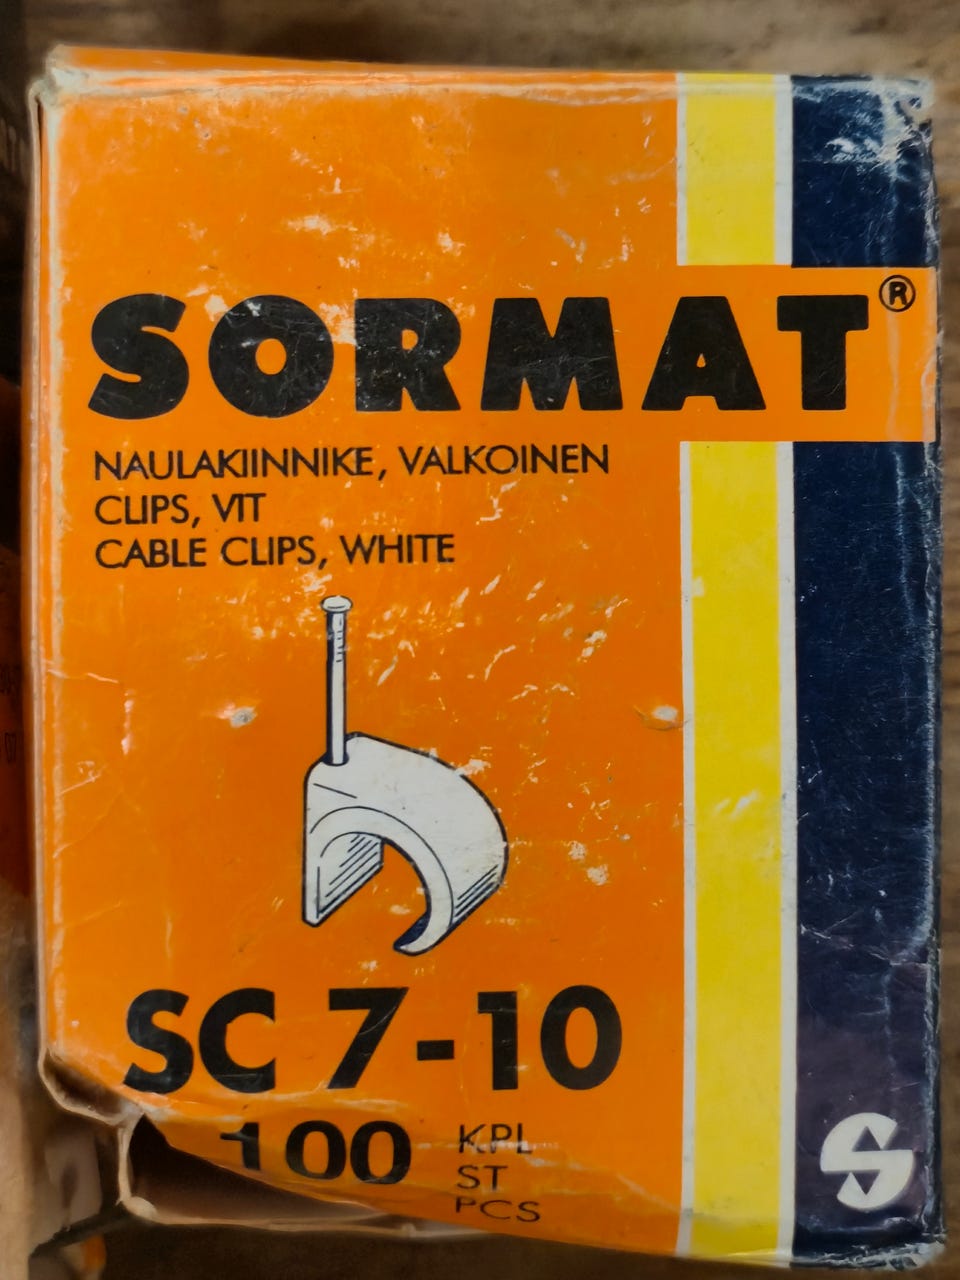 SORMAT®
NAULAKIINNIKE, VALKOINEN
CLIPS, VIT
CABLE CLIPS, WHITE
SC 7-10
100 KPL
ST
PCS
S